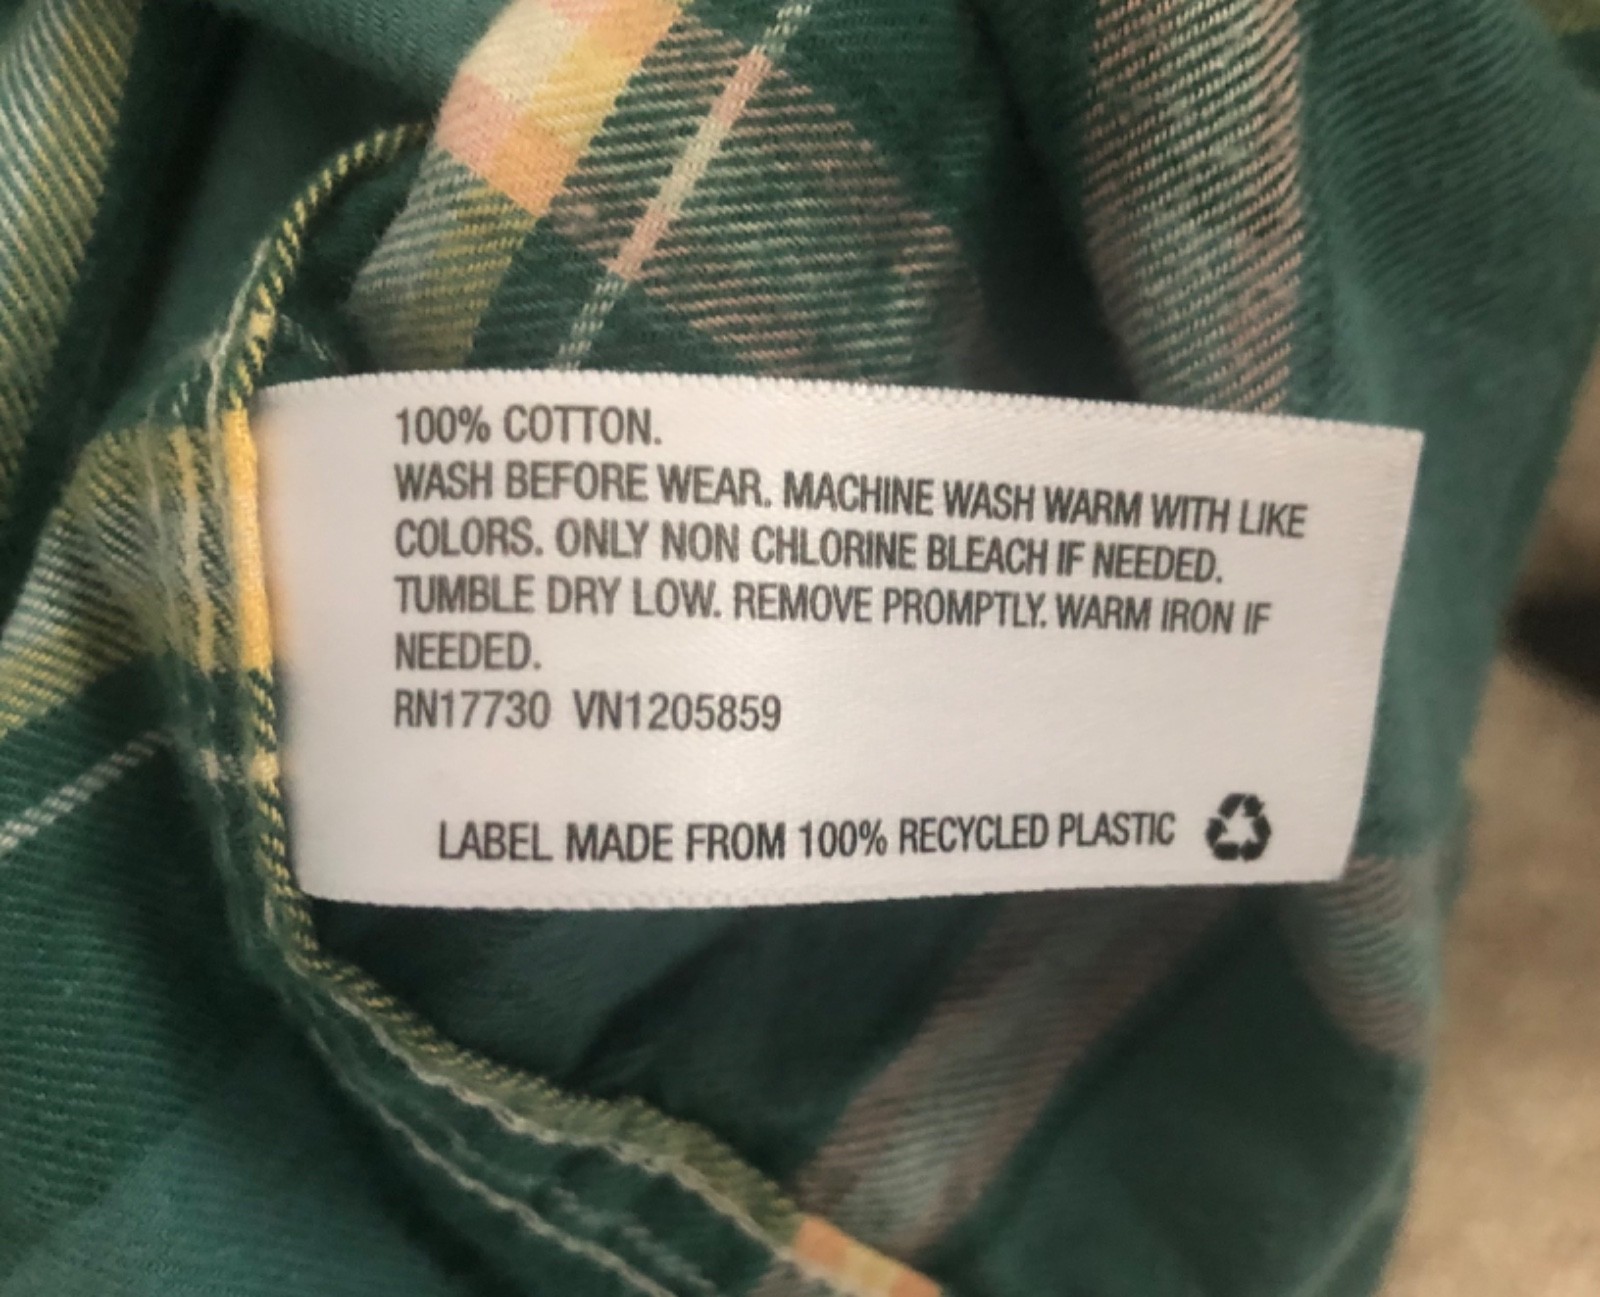 100% COTTON.
WASH BEFORE WEAR. MACHINE WASH WARM WITH LIKE
COLORS. ONLY NON CHLORINE BLEACH IF NEEDED.
TUMBLE DRY LOW. REMOVE PROMPTLY. WARM IRON IF
NEEDED.
RN17730 VN1205859
LABEL MADE FROM 100% RECYCLED PLASTIC